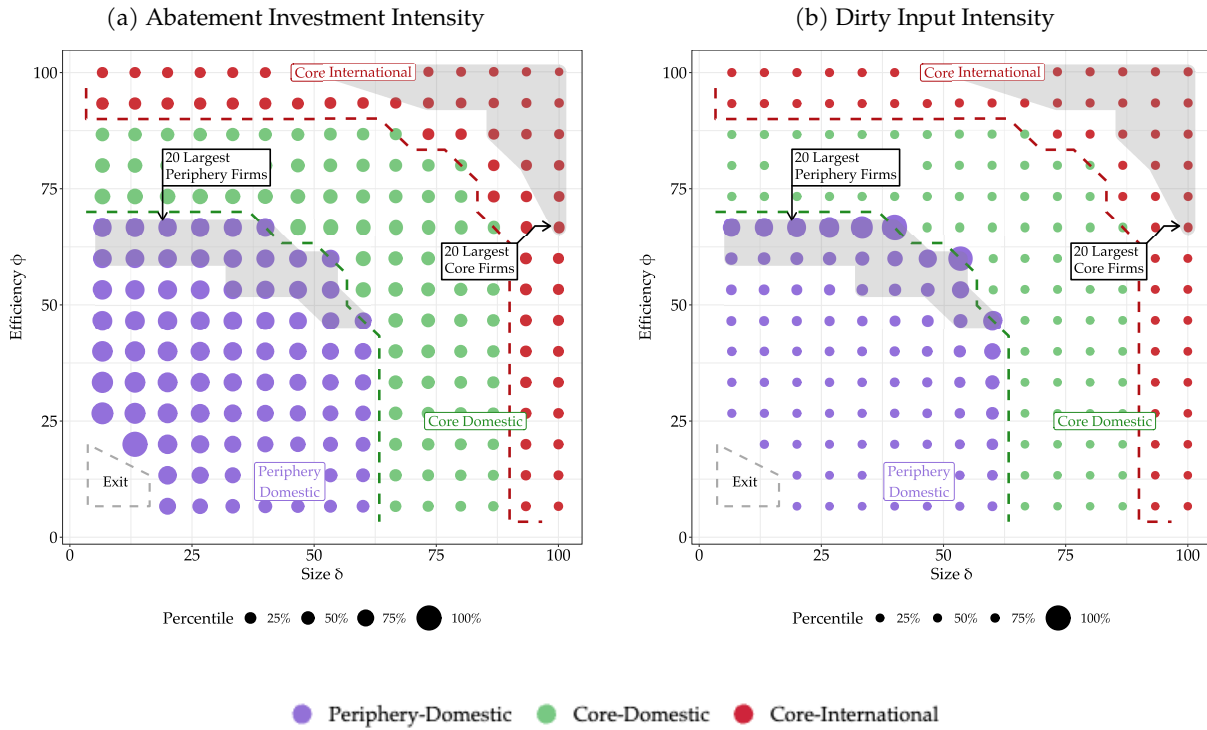 (a) Abatement Investment Intensity
Core International
20 Largest
Periphery Firms
20 Largest
Core Firms
Core Domestic
Periphery
Domestic
Exit
Efficiency ϕ
100
75
50
25
0
0 25 50 75 100
Size δ
Percentile 25% 50% 75% 100%
(b) Dirty Input Intensity
Core International
20 Largest
Periphery Firms
20 Largest
Core Firms
Core Domestic
Periphery
Domestic
Exit
Efficiency ϕ
100
75
50
25
0
0 25 50 75 100
Size δ
Percentile 25% 50% 75% 100%
Periphery-Domestic Core-Domestic Core-International